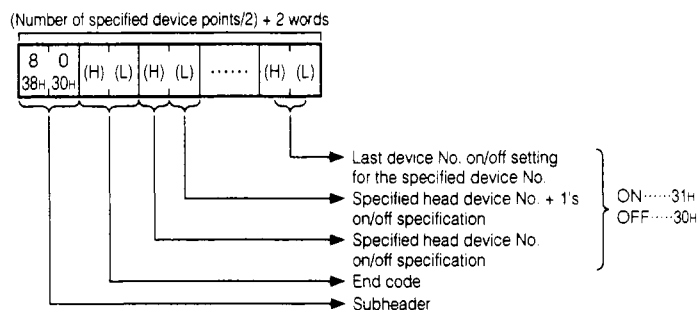 (Number of specified device points/2) + 2 words
8 0 (H) (L) (H) (L) ······ (H) (L)
38H 30H
Last device No. on/off setting
for the specified device No.
Specified head device No. + 1's
on/off specification
Specified head device No.
on/off specification
End code
Subheader
ON······31H
OFF·····30H